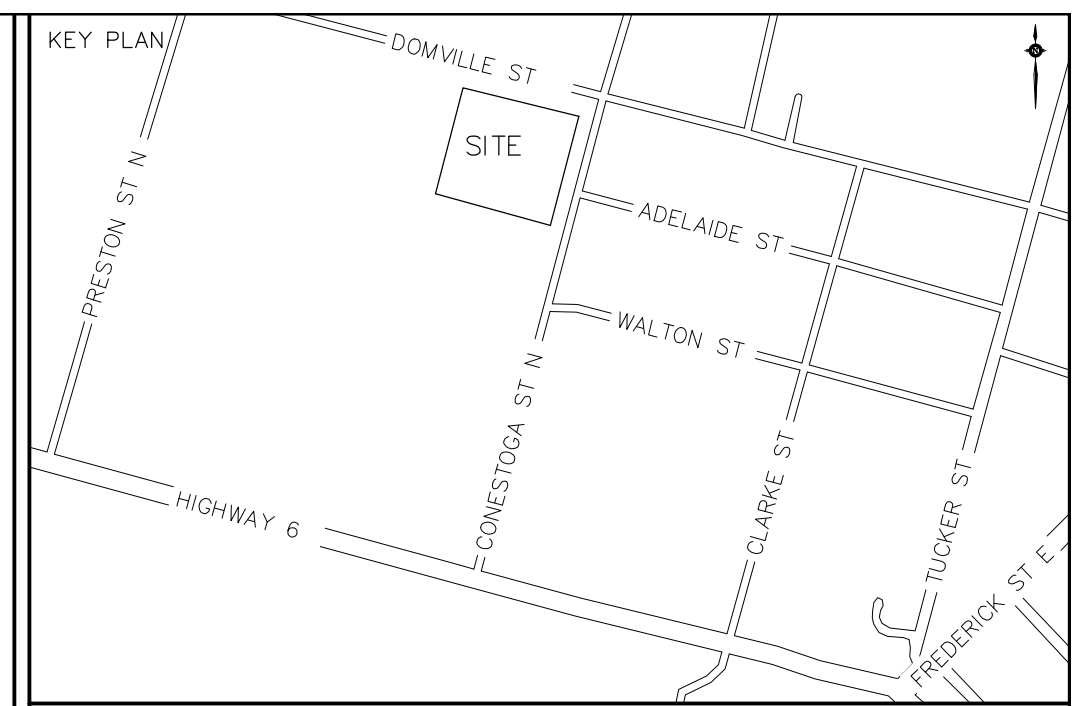 KEY PLAN
DOMVILLE ST
N
SITE
PRESTON ST N
ADELAIDE ST
WALTON ST
CONESTOGA ST N
CLARKE ST
TUCKER ST
HIGHWAY 6
FREDERICK ST E